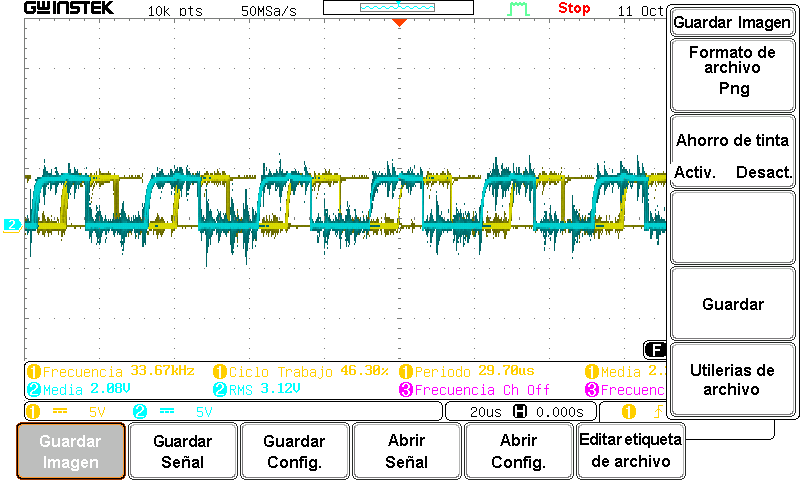 GWINSTEK 10k pts 50MSa/s Stop 11 Oct
Guardar Imagen
Formato de
archivo
Png
Ahorro de tinta
Activ. Desact.
Guardar
Utilerias de
archivo
2
F
1 Frecuencia 33.67kHz 1 Ciclo Trabajo 46.30% 1 Periodo 29.70us 1 Media 2.
2 Media 2.08V 2 RMS 3.12V 3 Frecuencia Ch Off 3 Frecuenc
1 5V 2 5V 20us H 0.000s 1
Guardar
Imagen
Guardar
Señal
Guardar
Config.
Abrir
Señal
Abrir
Config.
Editar etiqueta
de archivo